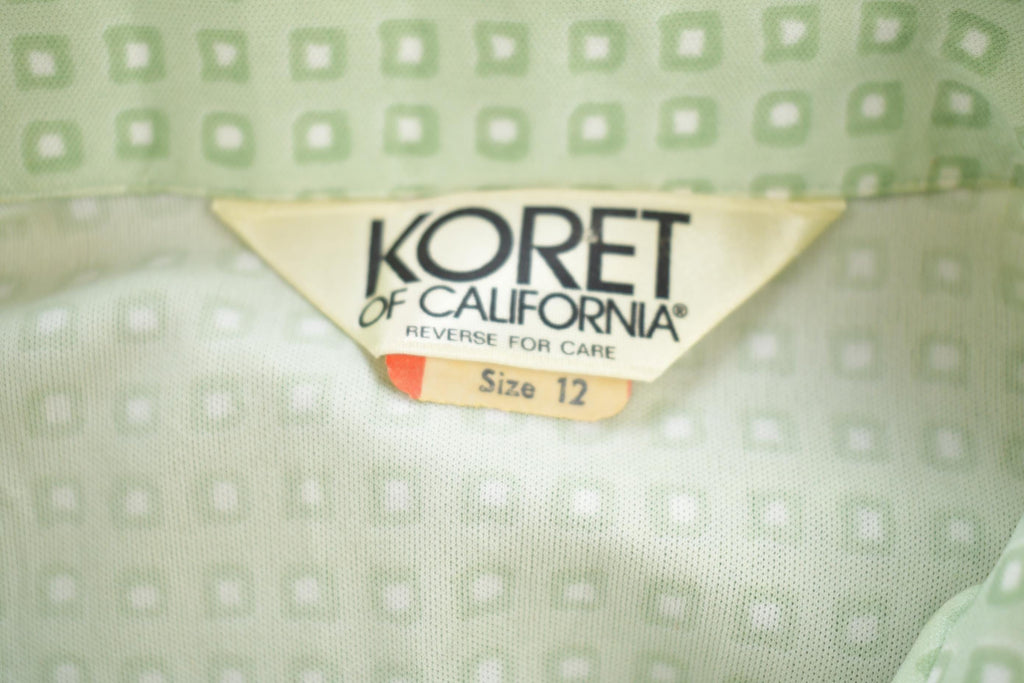 KORET
OF CALIFORNIA®
REVERSE FOR CARE
Size 12